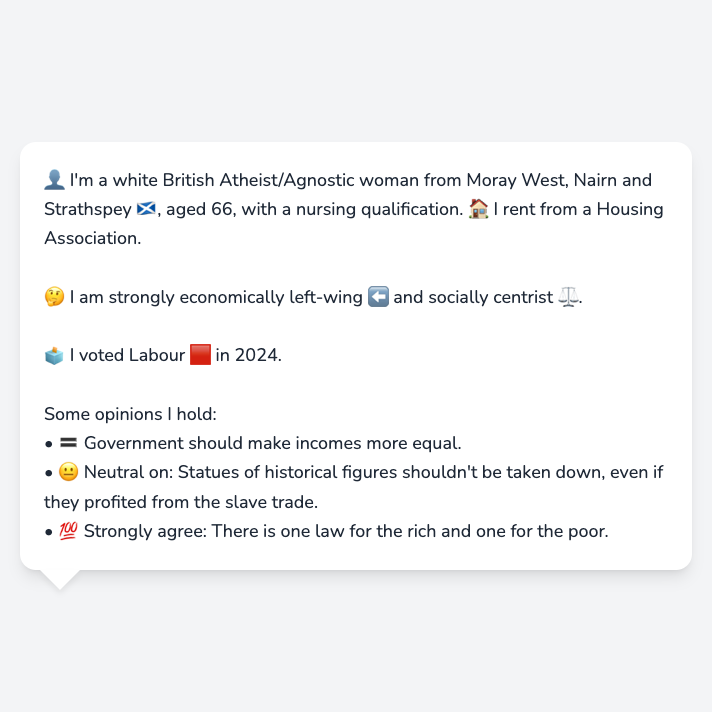 👤 I'm a white British Atheist/Agnostic woman from Moray West, Nairn and
Strathspey 🏴󠁧󠁢󠁳󠁣󠁴󠁿, aged 66, with a nursing qualification. 🏠 I rent from a Housing
Association.
🤔 I am strongly economically left-wing ⬅️ and socially centrist ⚖️.
🗳️ I voted Labour 🟥 in 2024.
Some opinions I hold:
• 🟰 Government should make incomes more equal.
• 😐 Neutral on: Statues of historical figures shouldn't be taken down, even if
they profited from the slave trade.
• 💯 Strongly agree: There is one law for the rich and one for the poor.